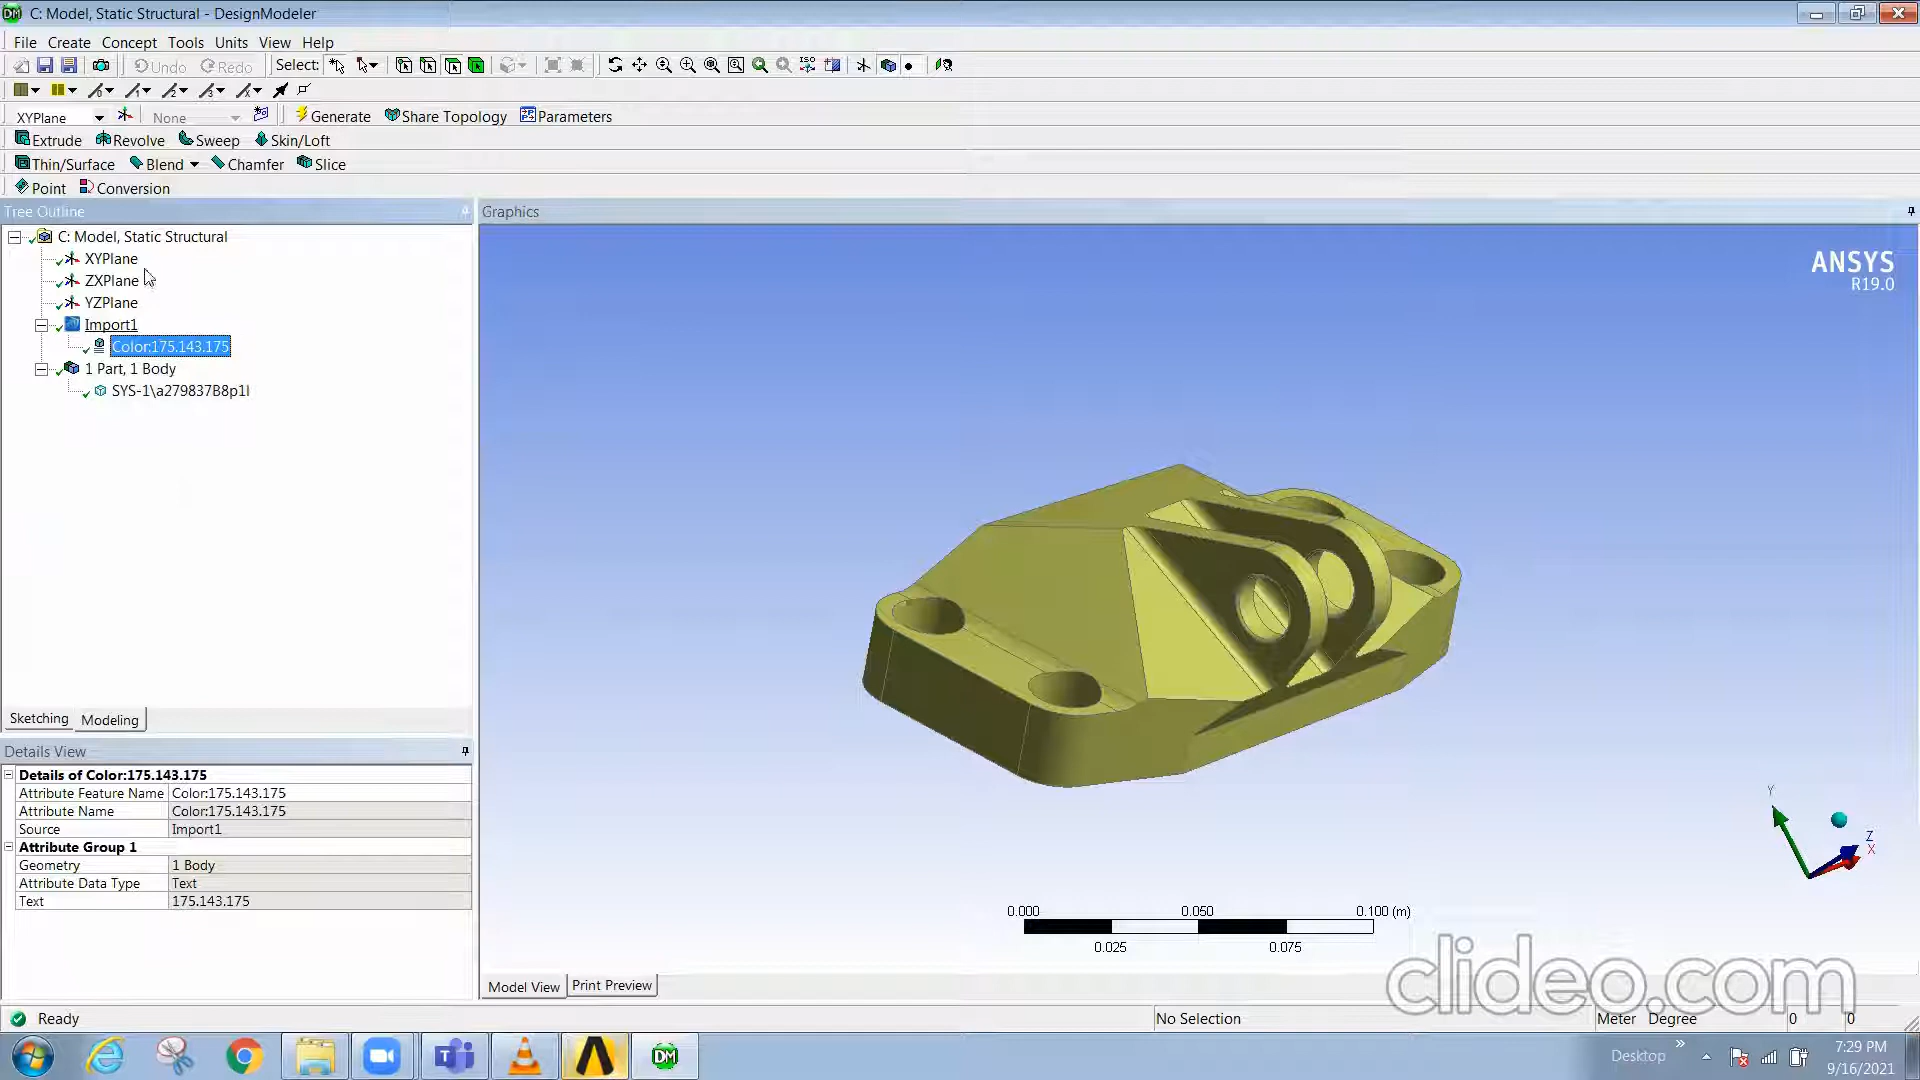 C: Model, Static Structural - DesignModeler
File Create Concept Tools Units View Help
Undo Redo Select: ISO
XYPlane None Generate Share Topology Parameters
Extrude Revolve Sweep Skin/Loft
Thin/Surface Blend Chamfer Slice
Point Conversion
Tree Outline
C: Model, Static Structural
XYPlane
ZXPlane
YZPlane
Import1
Color:175.143.175
1 Part, 1 Body
SYS-1\a279837B8p1l
Sketching Modeling
Details View
Details of Color:175.143.175
Attribute Feature Name Color:175.143.175
Attribute Name Color:175.143.175
Source Import1
Attribute Group 1
Geometry 1 Body
Attribute Data Type Text
Text 175.143.175
Graphics
ANSYS
R19.0
Y
Z
X
0.000 0.050 0.100 (m)
0.025 0.075
Model View Print Preview
clideo.com
Ready No Selection Meter Degree 0 0
DM
Desktop
7:29 PM
9/16/2021